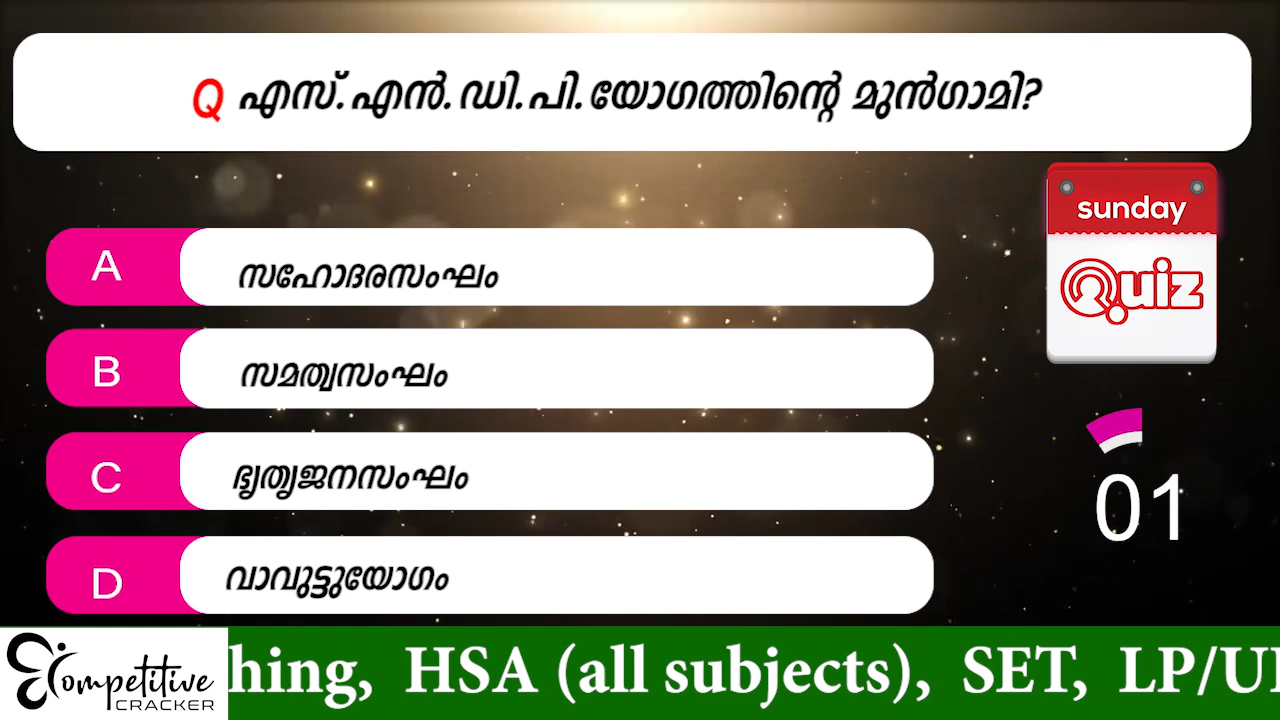 Q എസ്.എൻ.ഡി.പി.യോഗത്തിന്റെ മുൻഗാമി?
sunday
Quiz
A സഹോദരസംഘം
B സമത്വസംഘം
C ഭൃത്യജനസംഘം
D വാവുട്ടുയോഗം
01
Competitive
CRACKER
hing, HSA (all subjects), SET, LP/U